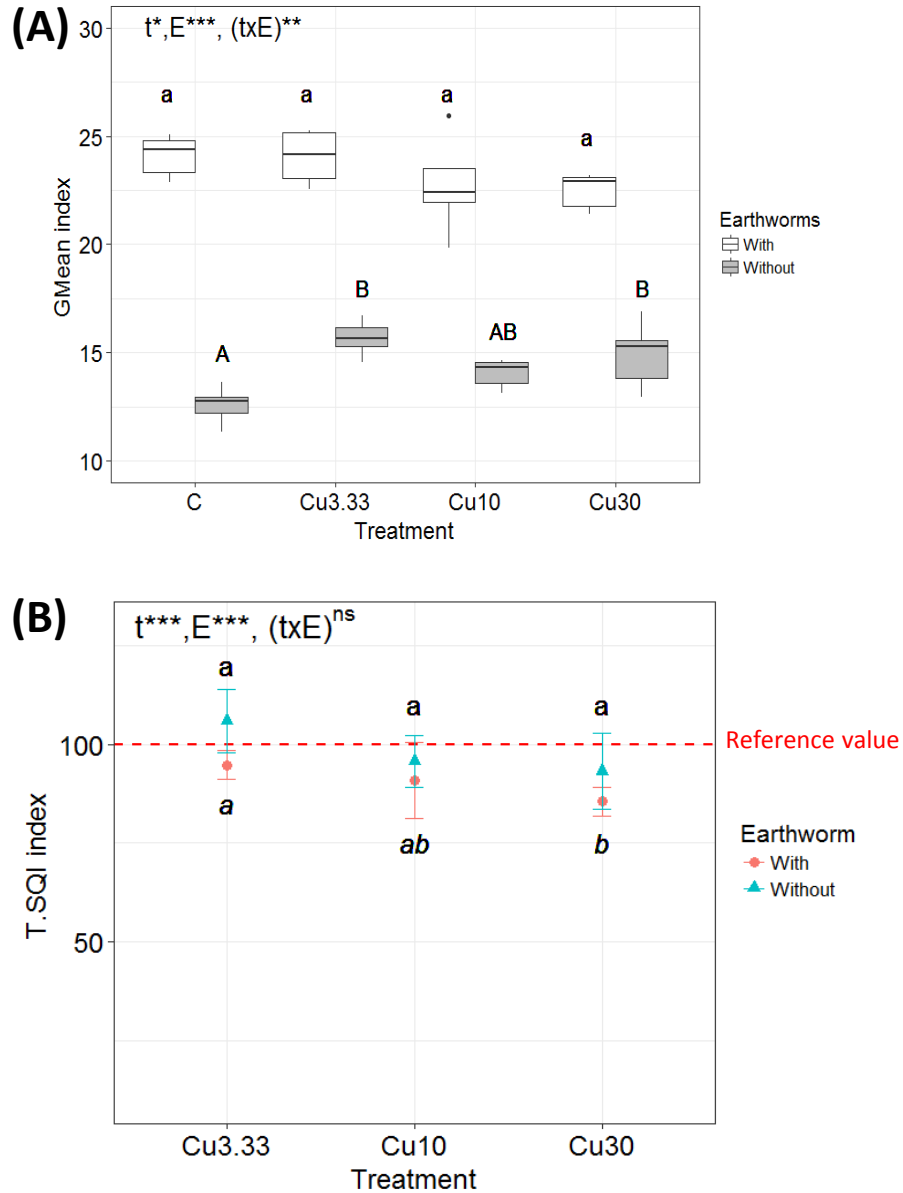 (A)
t*,E***, (txE)**
30
25
20
15
10
GMean index
a
a
a
a
A
B
AB
B
C
Cu3.33
Cu10
Cu30
Treatment
Earthworms
With
Without
(B)
t***,E***, (txE)ns
100
50
T.SQI index
a
a
a
a
ab
b
Reference value
Cu3.33
Cu10
Cu30
Treatment
Earthworm
With
Without